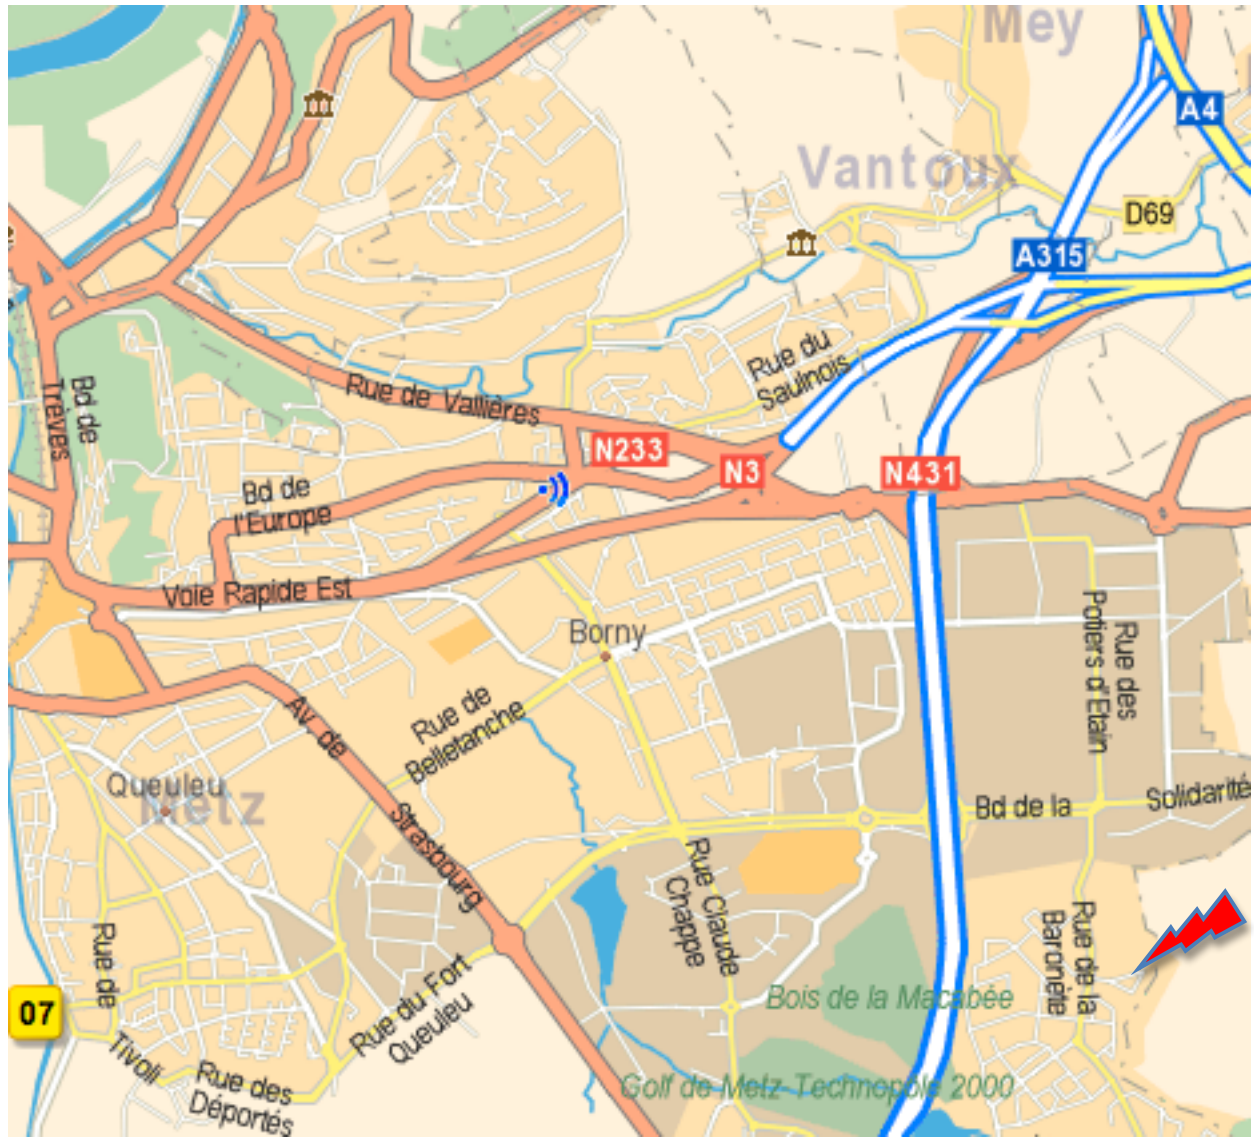 Mey
A4
Vantoux
D69
A315
Rue du
Saulnois
Bd de
Trèves
Rue de Vallières
N233
N3
N431
Bd de
l'Europe
Voie Rapide Est
Borny
Rue des
Potiers d'Etain
Rue de
Belletanche
Av. de
Strasbourg
Queuleu
Metz
Bd de la
Solidarité
Rue Claude
Chappe
Rue de la
Baronète
Rue de
Tivoli
Rue du Fort
Queuleu
Bois de la Macabée
07
Rue des
Déportés
Golf de Metz-Technopôle 2000